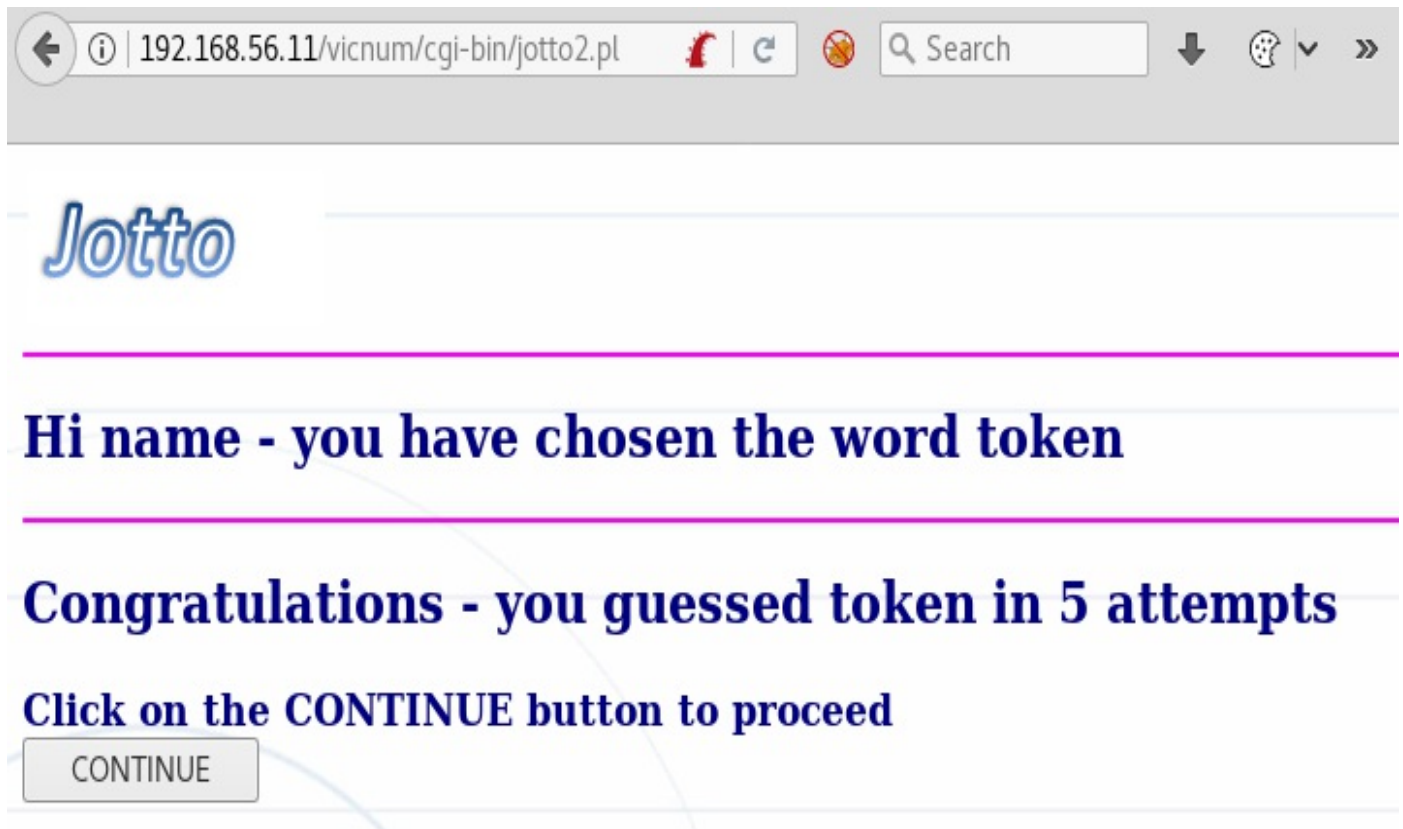 192.168.56.11/vicnum/cgi-bin/jotto2.pl Search
Jotto
Hi name - you have chosen the word token
Congratulations - you guessed token in 5 attempts
Click on the CONTINUE button to proceed
CONTINUE